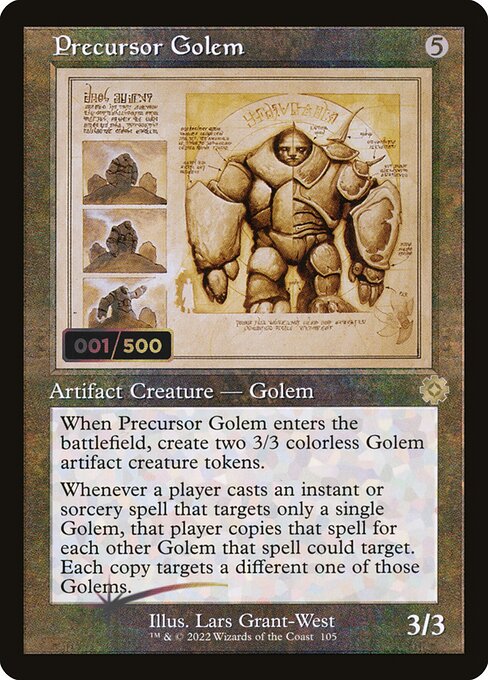 Precursor Golem
5
001/500
Artifact Creature — Golem
When Precursor Golem enters the
battlefield, create two 3/3 colorless Golem
artifact creature tokens.
Whenever a player casts an instant or
sorcery spell that targets only a single
Golem, that player copies that spell for
each other Golem that spell could target.
Each copy targets a different one of those
Golems.
Illus. Lars Grant-West
™ & © 2022 Wizards of the Coast 105
3/3